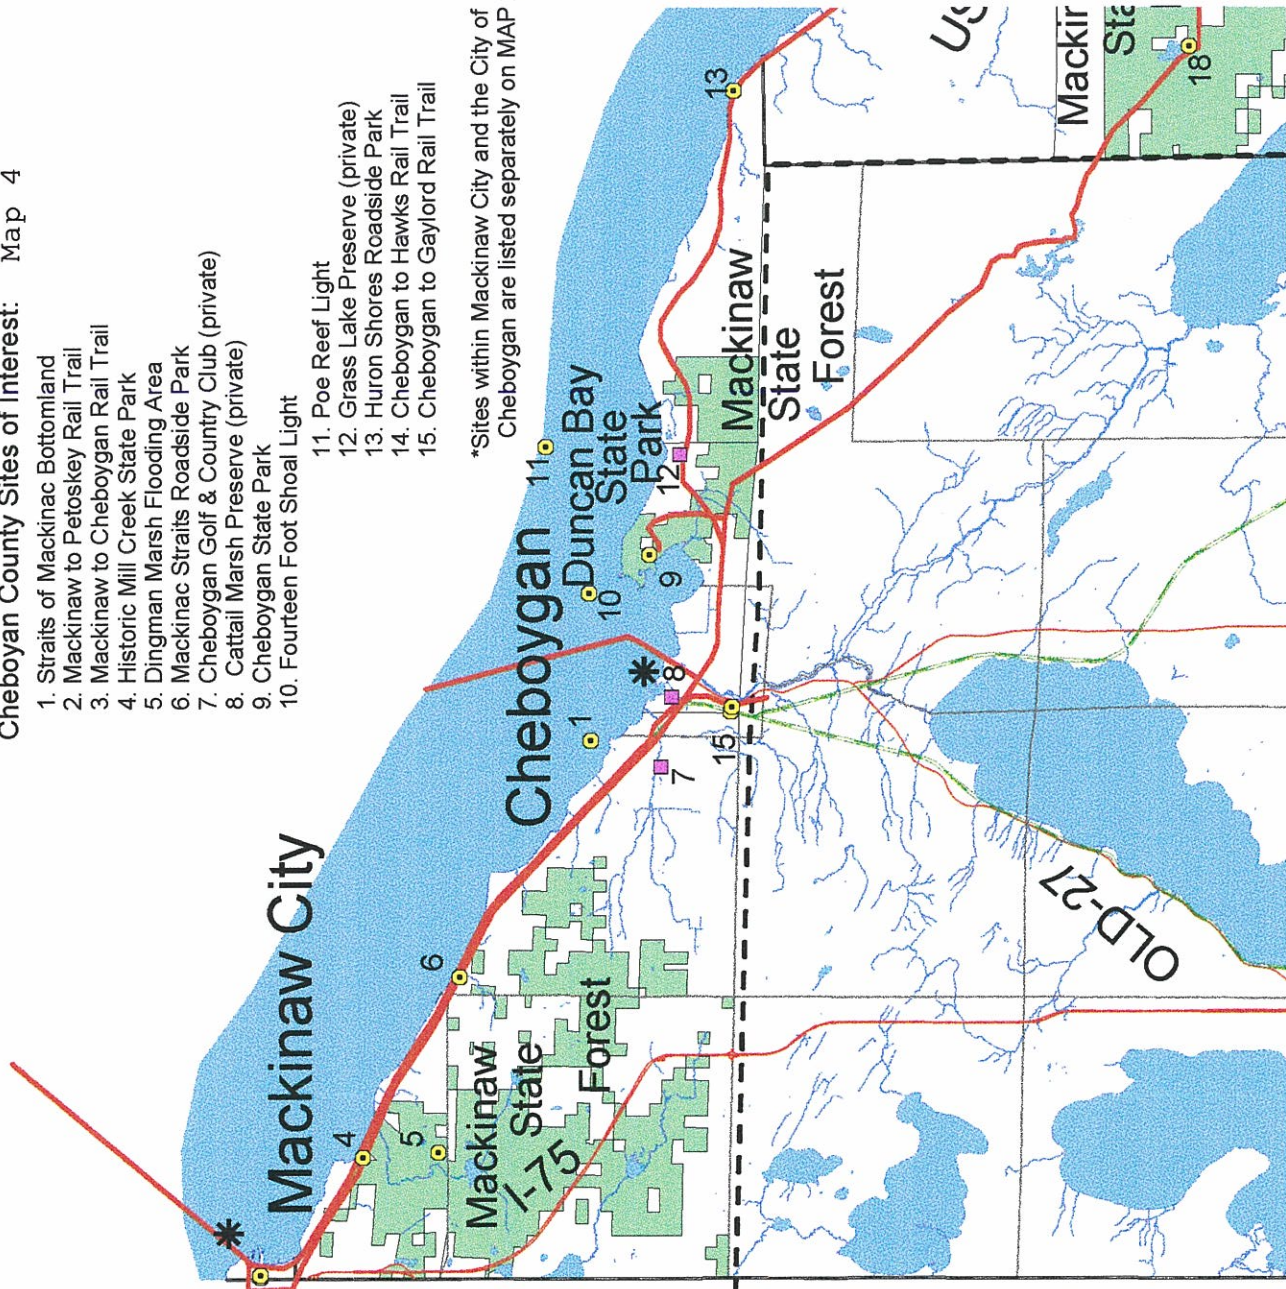 Cheboyan County Sites of Interest: Map 4
1. Straits of Mackinac Bottomland
2. Mackinaw to Petoskey Rail Trail
3. Mackinaw to Cheboygan Rail Trail
4. Historic Mill Creek State Park
5. Dingman Marsh Flooding Area
6. Mackinac Straits Roadside Park
7. Cheboygan Golf & Country Club (private)
8. Cattail Marsh Preserve (private)
9. Cheboygan State Park
10. Fourteen Foot Shoal Light
11. Poe Reef Light
12. Grass Lake Preserve (private)
13. Huron Shores Roadside Park
14. Cheboygan to Hawks Rail Trail
15. Cheboygan to Gaylord Rail Trail
*Sites within Mackinaw City and the City of
Cheboygan are listed separately on MAP
Mackinaw City
4
5
6
Mackinaw
State
Forest
I-75
Cheboygan
1
7
8
15
10
9
11
Duncan Bay
State
Park
12
Mackinaw
State
Forest
13
OLD-27
US
Mackin
Sta
18